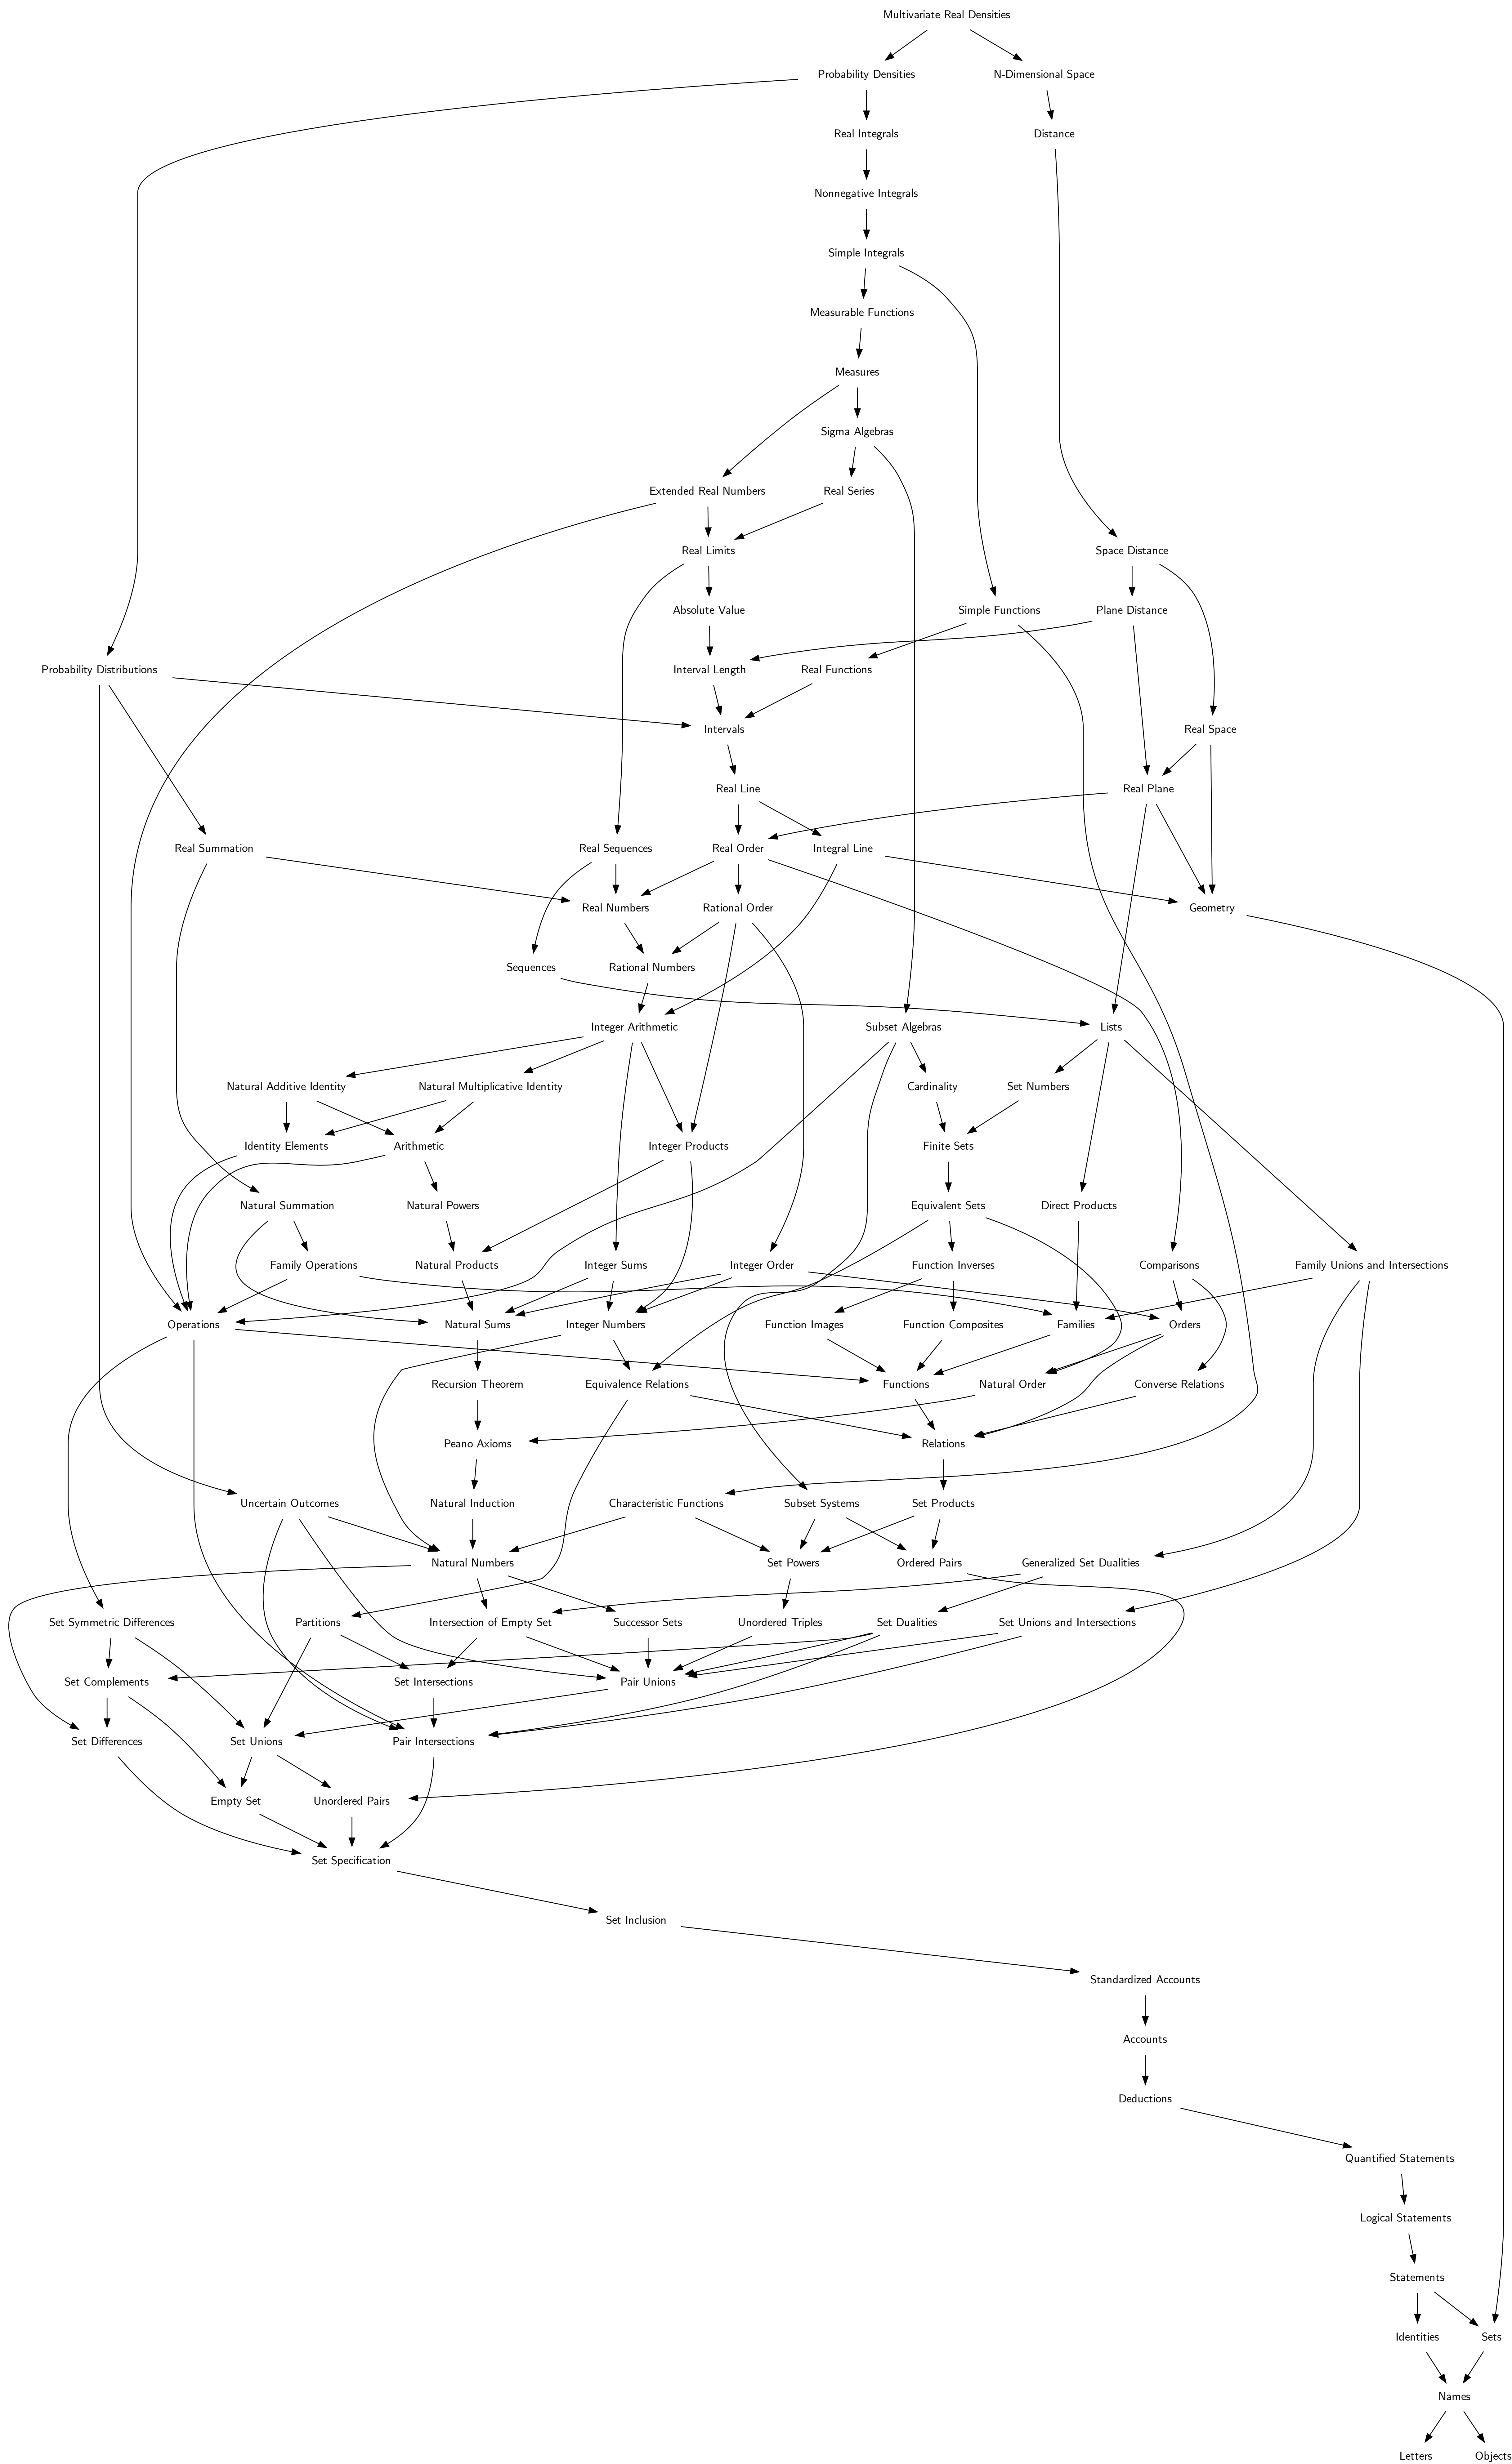 Multivariate Real Densities
Probability Densities
N-Dimensional Space
Real Integrals
Distance
Nonnegative Integrals
Simple Integrals
Measurable Functions
Measures
Sigma Algebras
Extended Real Numbers
Real Series
Real Limits
Space Distance
Absolute Value
Simple Functions
Plane Distance
Probability Distributions
Interval Length
Real Functions
Intervals
Real Space
Real Line
Real Plane
Real Summation
Real Sequences
Real Order
Integral Line
Real Numbers
Rational Order
Geometry
Sequences
Rational Numbers
Integer Arithmetic
Subset Algebras
Lists
Natural Additive Identity
Natural Multiplicative Identity
Cardinality
Set Numbers
Identity Elements
Arithmetic
Integer Products
Finite Sets
Natural Summation
Natural Powers
Equivalent Sets
Direct Products
Family Operations
Natural Products
Integer Sums
Integer Order
Function Inverses
Comparisons
Family Unions and Intersections
Operations
Natural Sums
Integer Numbers
Function Images
Function Composites
Families
Orders
Recursion Theorem
Equivalence Relations
Functions
Natural Order
Converse Relations
Peano Axioms
Relations
Uncertain Outcomes
Natural Induction
Characteristic Functions
Subset Systems
Set Products
Natural Numbers
Set Powers
Ordered Pairs
Generalized Set Dualities
Set Symmetric Differences
Partitions
Intersection of Empty Set
Successor Sets
Unordered Triples
Set Dualities
Set Unions and Intersections
Set Complements
Set Intersections
Pair Unions
Set Differences
Set Unions
Pair Intersections
Empty Set
Unordered Pairs
Set Specification
Set Inclusion
Standardized Accounts
Accounts
Deductions
Quantified Statements
Logical Statements
Statements
Identities
Sets
Names
Letters
Objects